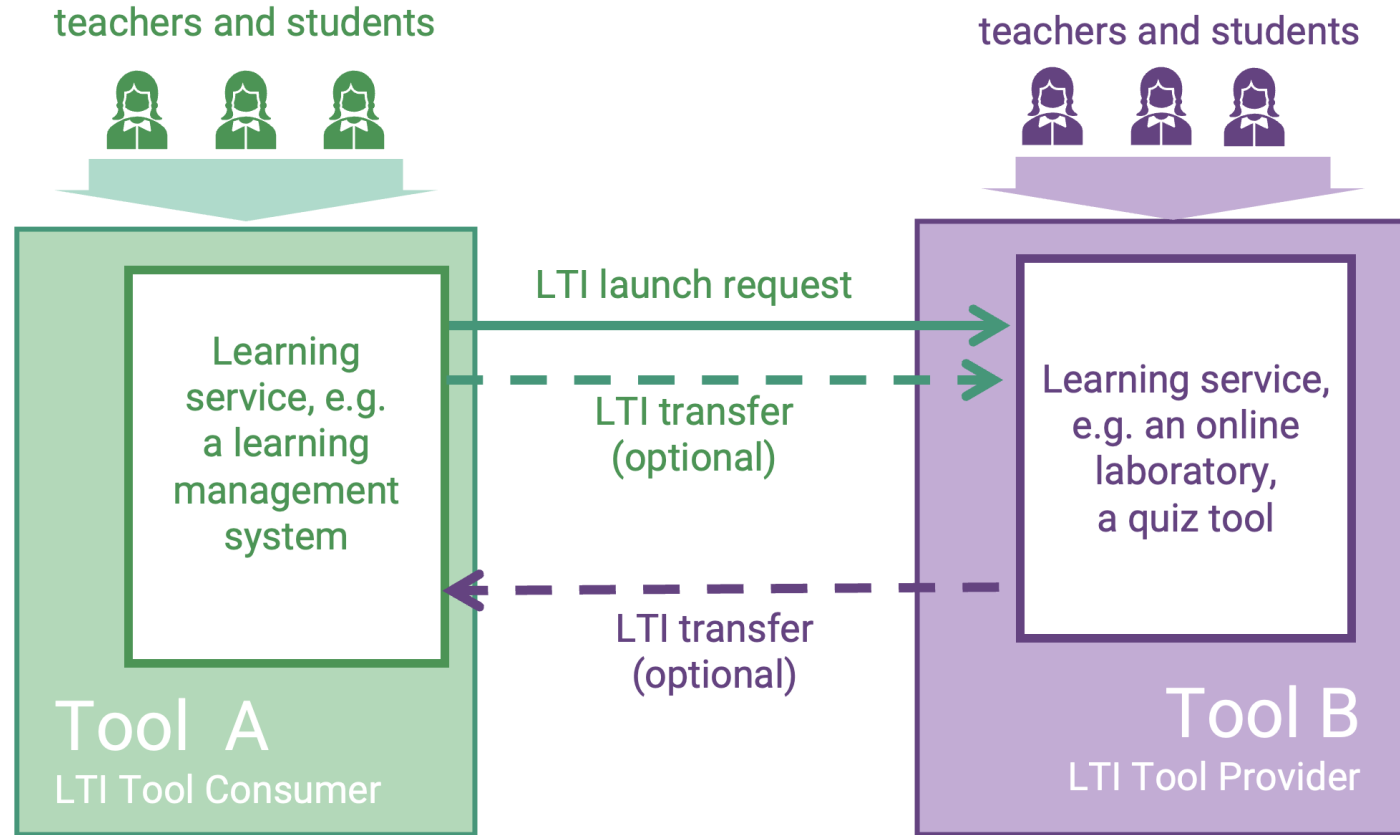 teachers and students
teachers and students
LTI launch request
Learning
service, e.g.
a learning
management
system
LTI transfer
(optional)
Learning service,
e.g. an online
laboratory,
a quiz tool
LTI transfer
(optional)
Tool A
LTI Tool Consumer
Tool B
LTI Tool Provider